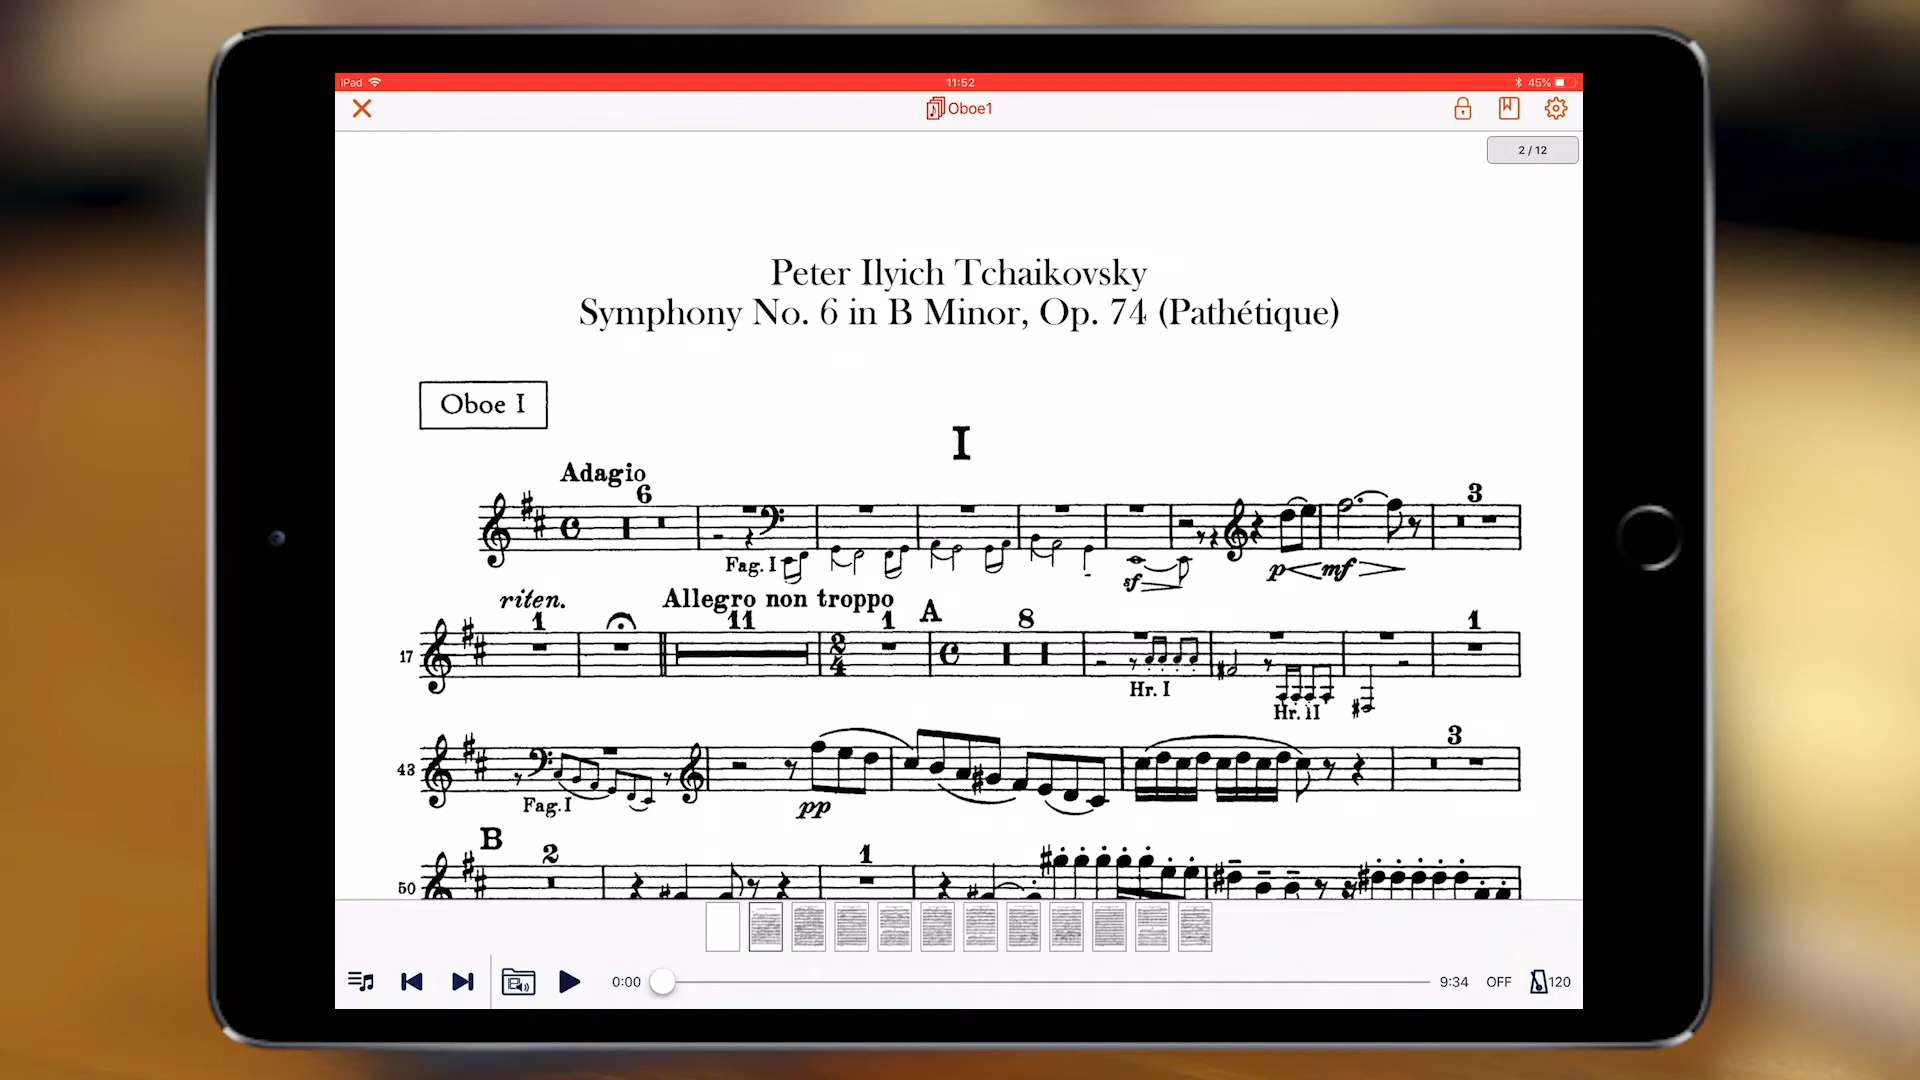 iPad 11:52 45%
Oboe1
2 / 12
Peter Ilyich Tchaikovsky
Symphony No. 6 in B Minor, Op. 74 (Pathétique)
Oboe I
I
Adagio
6 3
Fag. I sf p mf
riten. Allegro non troppo
1 11 1 A 8 1
17 2 4
Hr. I
Hr. II
3
43
Fag. I pp
B
2 1
50
0:00 9:34 OFF 120